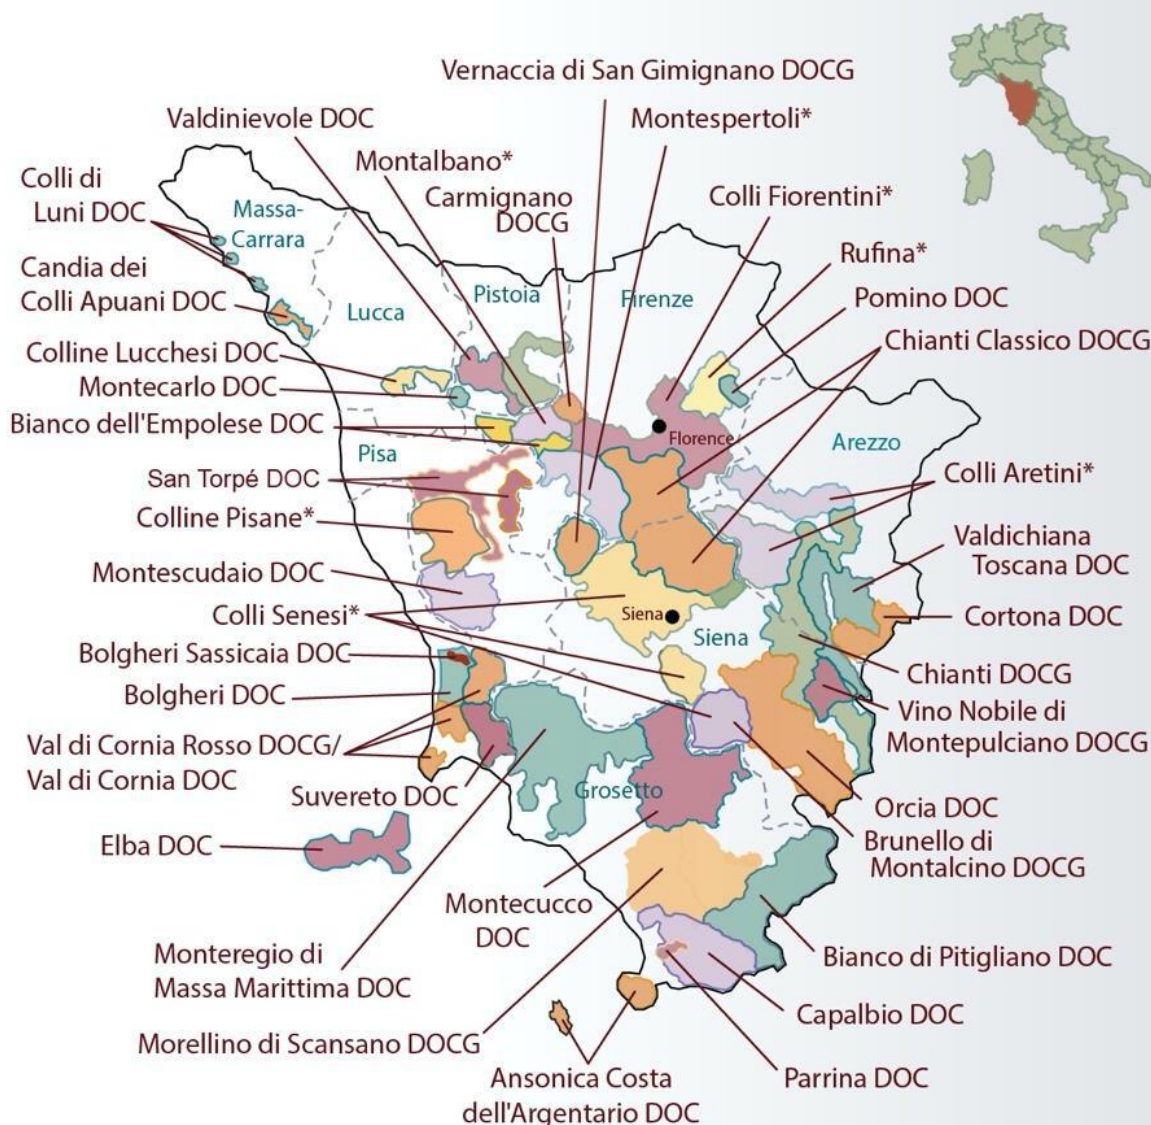 Vernaccia di San Gimignano DOCG
Valdinievole DOC
Montespertoli*
Montalbano*
Carmignano
DOCG
Colli Fiorentini*
Colli di
Luni DOC
Massa-
Carrara
Rufina*
Candia dei
Colli Apuani DOC
Lucca
Pistoia
Firenze
Pomino DOC
Chianti Classico DOCG
Colline Lucchesi DOC
Montecarlo DOC
Bianco dell'Empolese DOC
Florence
Arezzo
Pisa
San Torpé DOC
Colli Aretini*
Colline Pisane*
Valdichiana
Toscana DOC
Montescudaio DOC
Colli Senesi*
Siena
Siena
Cortona DOC
Bolgheri Sassicaia DOC
Chianti DOCG
Bolgheri DOC
Vino Nobile di
Montepulciano DOCG
Val di Cornia Rosso DOCG/
Val di Cornia DOC
Suvereto DOC
Grosseto
Orcia DOC
Elba DOC
Brunello di
Montalcino DOCG
Montecucco
DOC
Monteregio di
Massa Marittima DOC
Bianco di Pitigliano DOC
Capalbio DOC
Morellino di Scansano DOCG
Ansonica Costa
dell'Argentario DOC
Parrina DOC